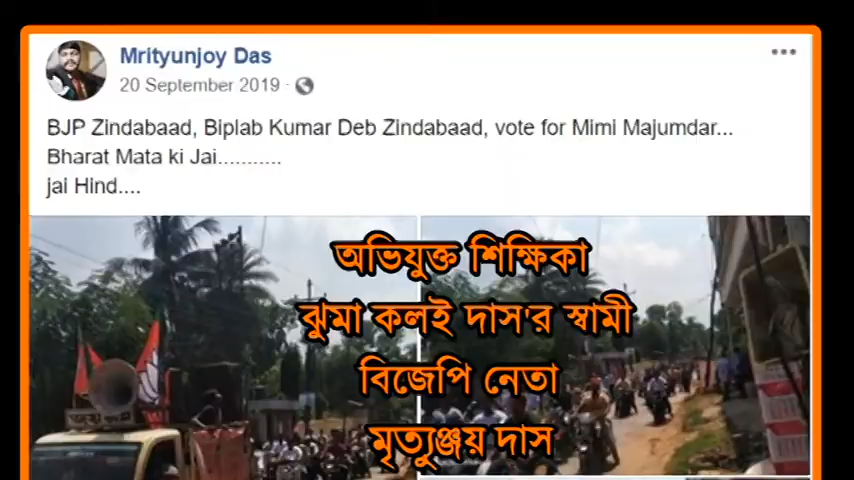 Mrityunjoy Das
20 September 2019 ·
BJP Zindabaad, Biplab Kumar Deb Zindabaad, vote for Mimi Majumdar...
Bharat Mata ki Jai...........
jai Hind....
অভিযুক্ত শিক্ষিকা
ঝুমা কলই দাস'র স্বামী
বিজেপি নেতা
মৃত্যুঞ্জয় দাস